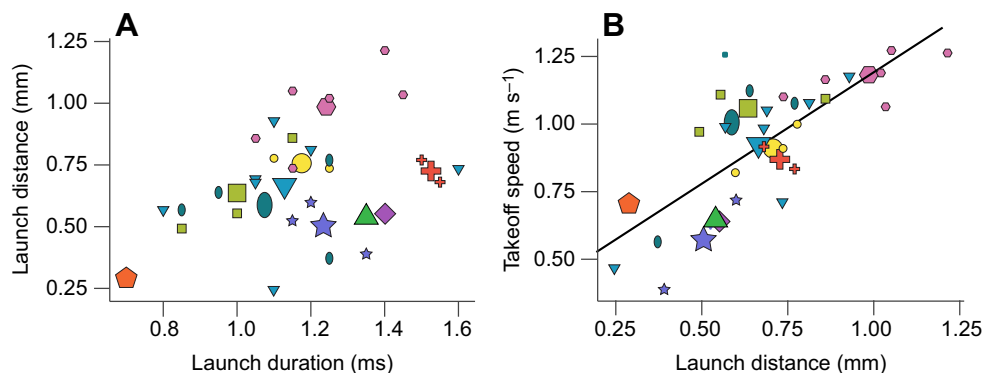 A
B
1.25
1.00
0.75
0.50
0.25
Launch distance (mm)
0.8 1.0 1.2 1.4 1.6
Launch duration (ms)
1.25
1.00
0.75
0.50
Takeoff speed (m s⁻¹)
0.25 0.50 0.75 1.00 1.25
Launch distance (mm)